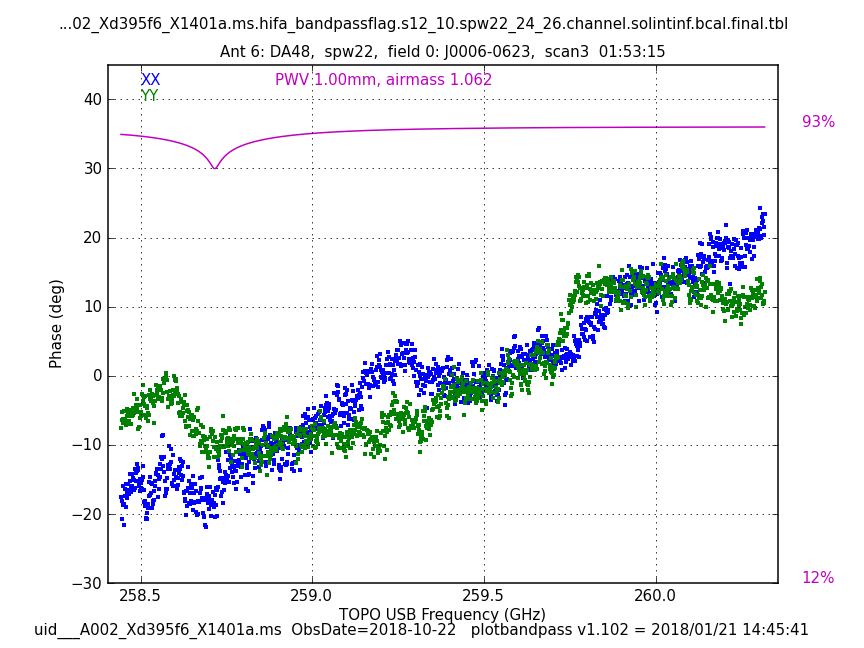 ...02_Xd395f6_X1401a.ms.hifa_bandpassflag.s12_10.spw22_24_26.channel.solintinf.bcal.final.tbl
Ant 6: DA48, spw22, field 0: J0006-0623, scan3 01:53:15
XX
PWV 1.00mm, airmass 1.062
YY
40
93%
30
20
10
Phase (deg)
0
−10
−20
−30
12%
258.5 259.0 259.5 260.0
TOPO USB Frequency (GHz)
uid___A002_Xd395f6_X1401a.ms ObsDate=2018-10-22 plotbandpass v1.102 = 2018/01/21 14:45:41